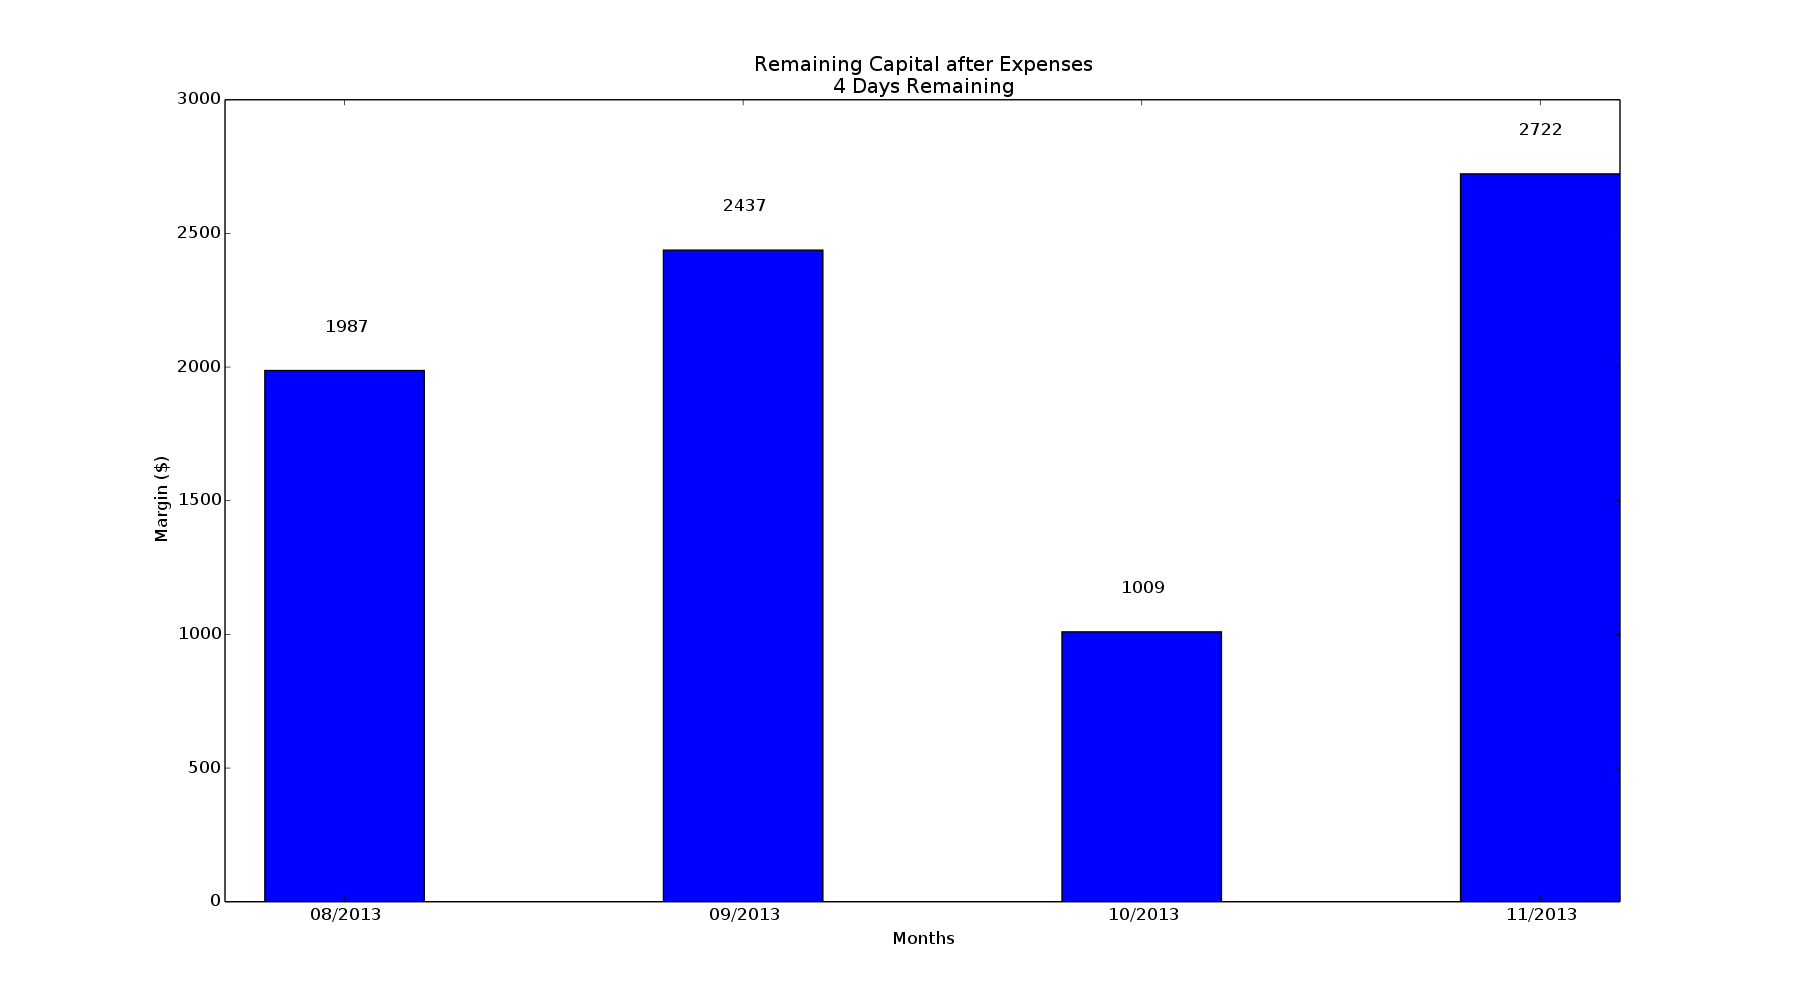 Remaining Capital after Expenses
4 Days Remaining
3000
2722
2437
2500
1987
2000
Margin ($)
1500
1009
1000
500
0
08/2013 09/2013 10/2013 11/2013
Months